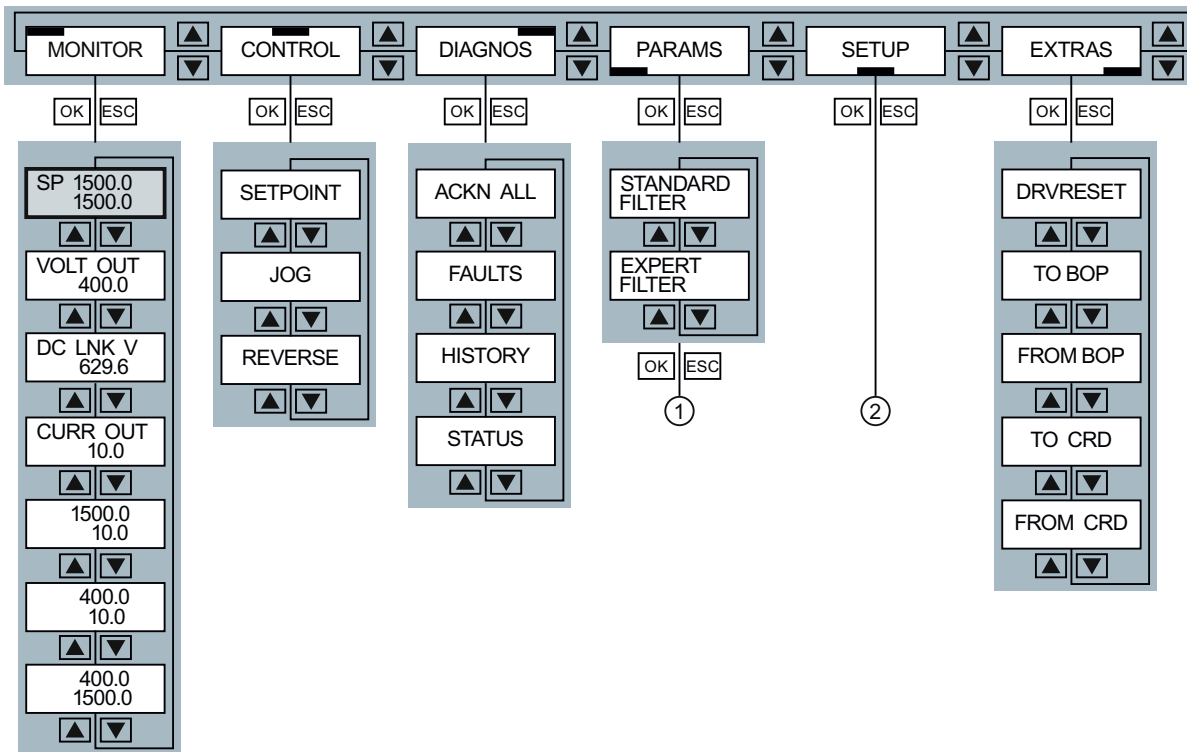 MONITOR
CONTROL
DIAGNOS
PARAMS
SETUP
EXTRAS
OK ESC
OK ESC
OK ESC
OK ESC
OK ESC
OK ESC
SP 1500.0
1500.0
VOLT OUT
400.0
DC LNK V
629.6
CURR OUT
10.0
1500.0
10.0
400.0
10.0
400.0
1500.0
SETPOINT
JOG
REVERSE
ACKN ALL
FAULTS
HISTORY
STATUS
STANDARD
FILTER
EXPERT
FILTER
OK ESC
1
2
DRVRESET
TO BOP
FROM BOP
TO CRD
FROM CRD